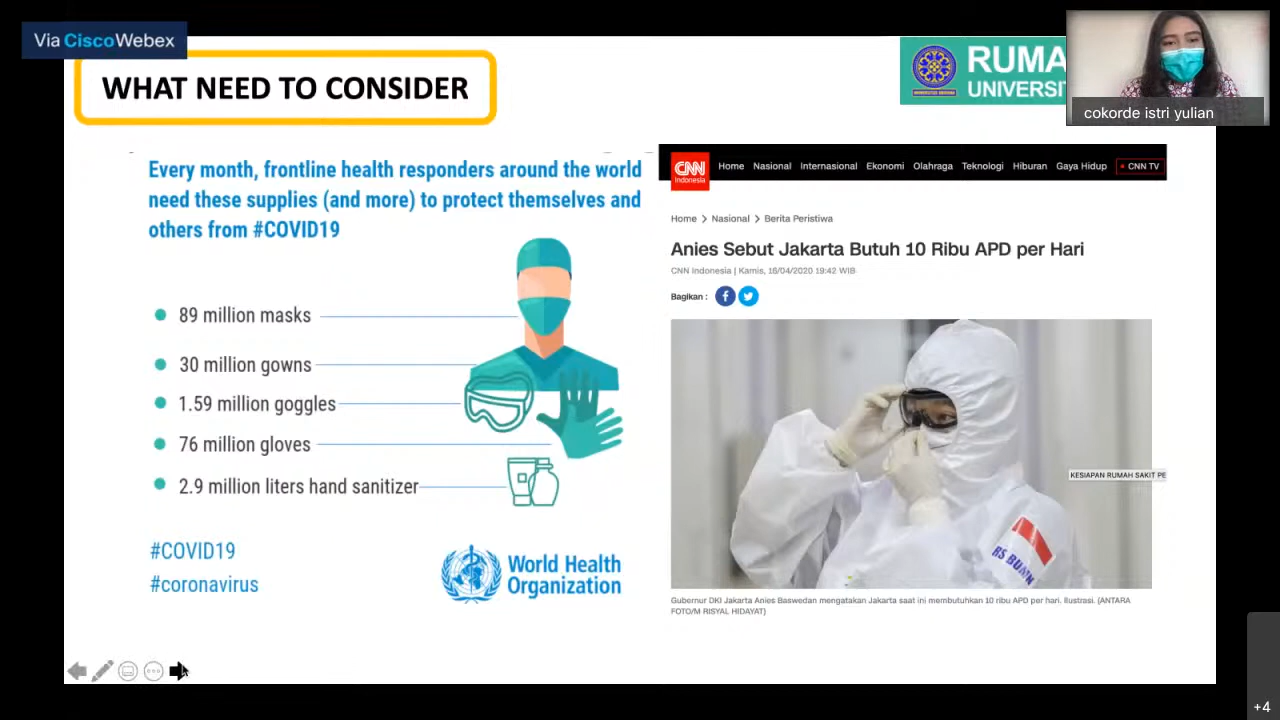 Via CiscoWebex
WHAT NEED TO CONSIDER
RUMA
UNIVERSIT
cokorde istri yulian
Every month, frontline health responders around the world
need these supplies (and more) to protect themselves and
others from #COVID19
89 million masks
30 million gowns
1.59 million goggles
76 million gloves
2.9 million liters hand sanitizer
#COVID19
#coronavirus
World Health
Organization
CNN
Indonesia
Home Nasional Internasional Ekonomi Olahraga Teknologi Hiburan Gaya Hidup CNN TV
Home > Nasional > Berita Peristiwa
Anies Sebut Jakarta Butuh 10 Ribu APD per Hari
CNN Indonesia | Kamis, 16/04/2020 19:42 WIB
Bagikan :
KESIAPAN RUMAH SAKIT PE
RS BUMN
Gubernur DKI Jakarta Anies Baswedan mengatakan Jakarta saat ini membutuhkan 10 ribu APD per hari. Ilustrasi. (ANTARA
FOTO/M RISYAL HIDAYAT)
+4